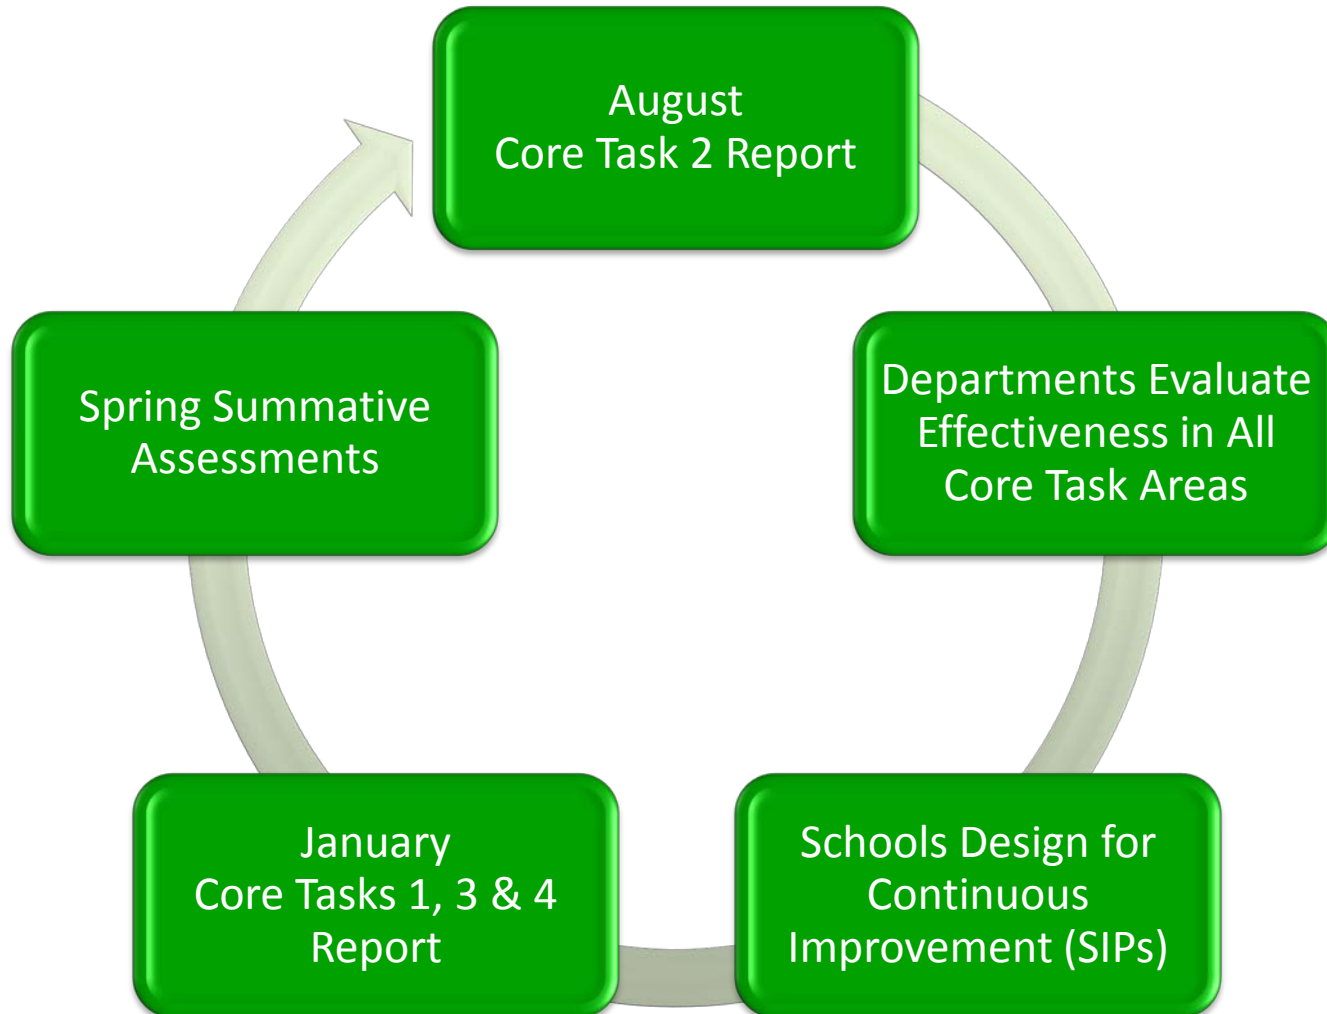 August
Core Task 2 Report
Departments Evaluate
Effectiveness in All
Core Task Areas
Schools Design for
Continuous
Improvement (SIPs)
January
Core Tasks 1, 3 & 4
Report
Spring Summative
Assessments